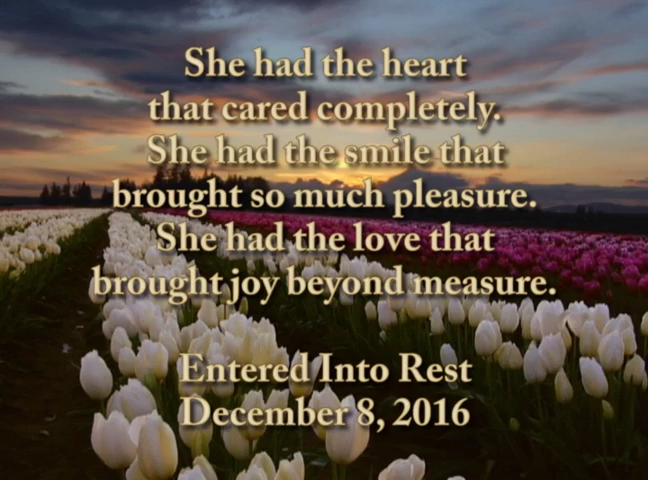 She had the heart
that cared completely.
She had the smile that
brought so much pleasure.
She had the love that
brought joy beyond measure.
Entered Into Rest
December 8, 2016